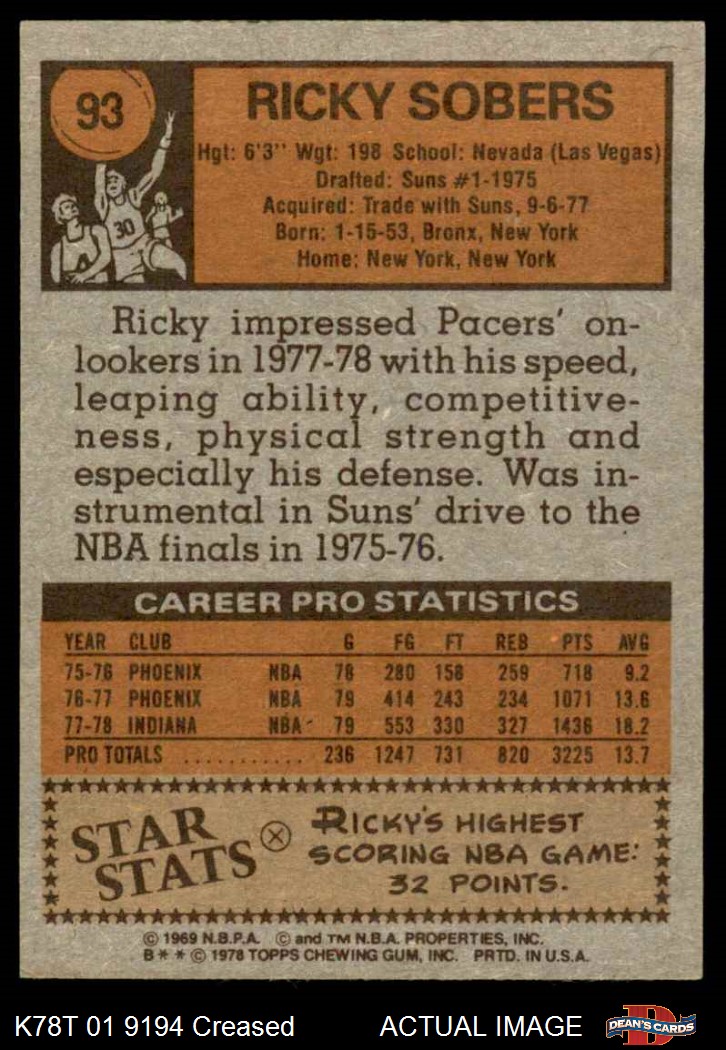 93
RICKY SOBERS
Hgt: 6'3" Wgt: 198 School: Nevada (Las Vegas)
Drafted: Suns #1-1975
Acquired: Trade with Suns, 9-6-77
Born: 1-15-53, Bronx, New York
Home: New York, New York
30
Ricky impressed Pacers' on-
lookers in 1977-78 with his speed,
leaping ability, competitive-
ness, physical strength and
especially his defense. Was in-
strumental in Suns' drive to the
NBA finals in 1975-76.
CAREER PRO STATISTICS
YEAR CLUB G FG FT REB PTS AVG
75-76 PHOENIX NBA 78 280 158 259 718 9.2
76-77 PHOENIX NBA 79 414 243 234 1071 13.6
77-78 INDIANA NBA 79 553 330 327 1436 18.2
PRO TOTALS ........... 236 1247 731 820 3225 13.7
STAR STATS
RICKY'S HIGHEST
SCORING NBA GAME:
32 POINTS.
© 1969 N.B.P.A. © and TM N.B.A. PROPERTIES, INC.
B * * © 1978 TOPPS CHEWING GUM, INC. PRTD. IN U.S.A.
K78T 01 9194 Creased ACTUAL IMAGE
DEAN'S CARDS